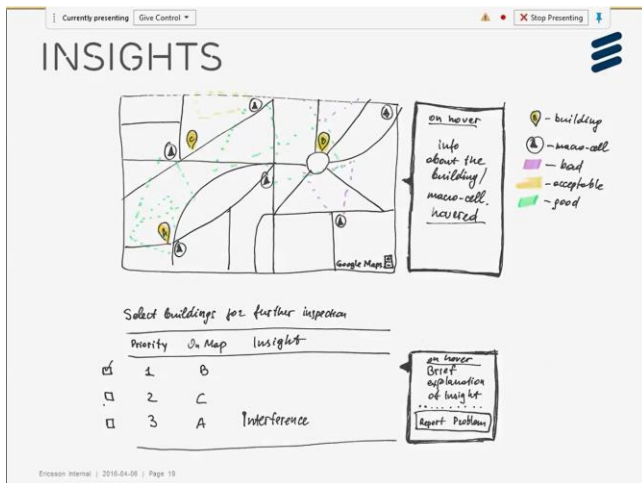 Currently presenting Give Control
Stop Presenting
INSIGHTS
on hover
info
about the
building/
macro-cell.
hovered
B - building
A - macro-cell
- bad
- acceptable
- good
C
B
A
Google Maps
Select buildings for further inspection
Priority On Map Insight
1 B
2 C
3 A Interference
on hover
Brief
explanation
of Insight
Report Problem
Ericsson Internal | 2016-04-06 | Page 19